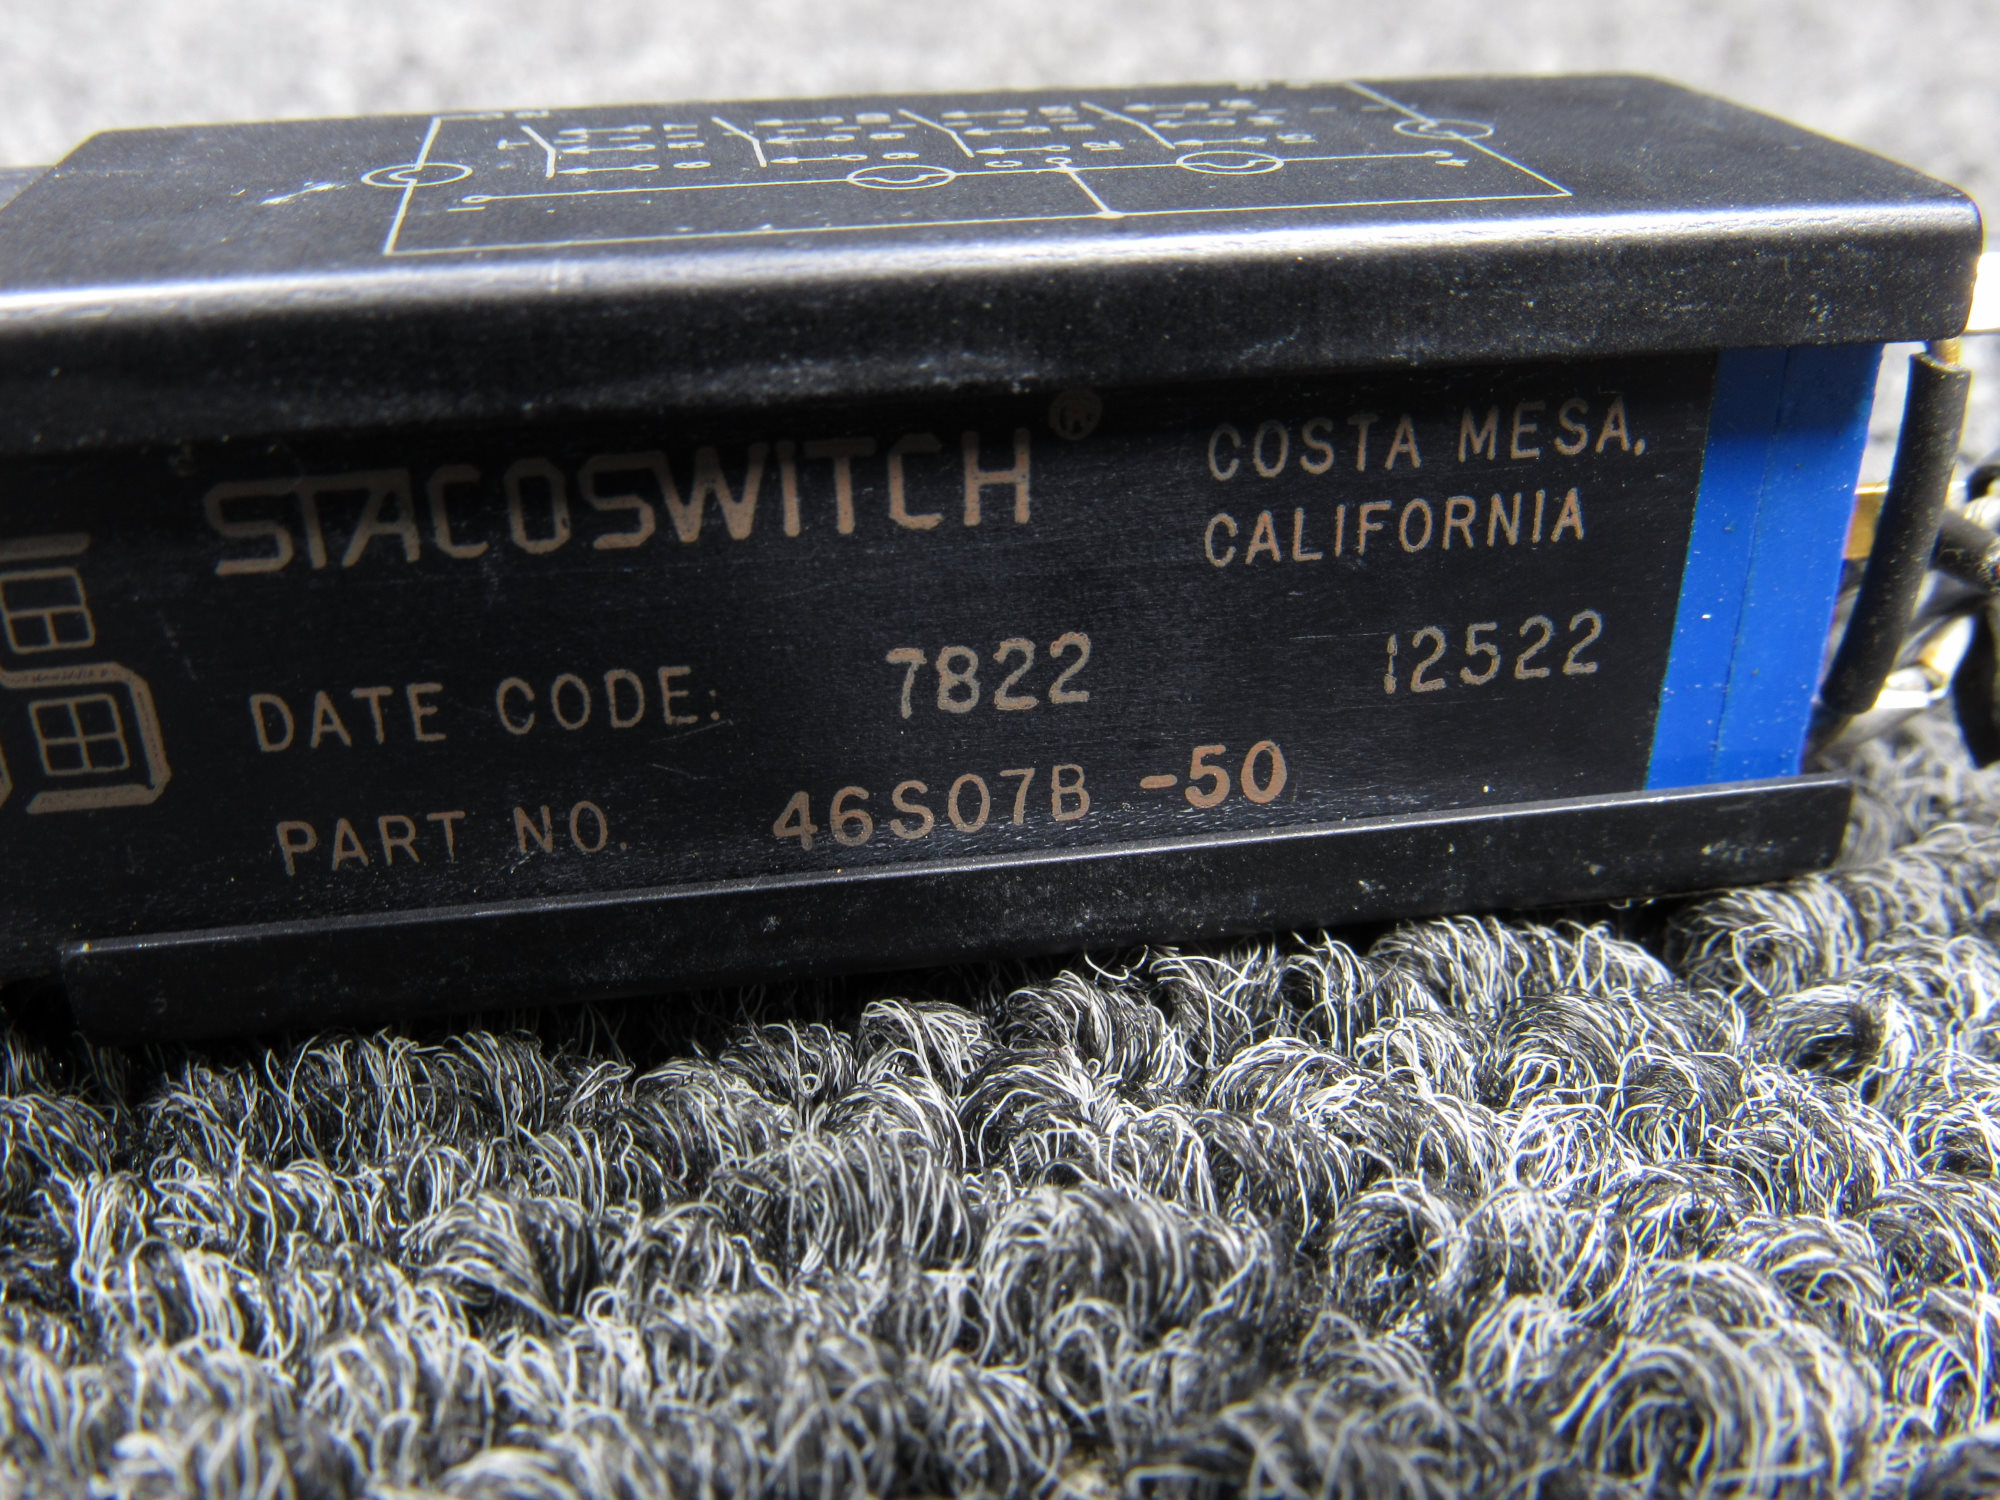 STACOSWITCH® COSTA MESA,
CALIFORNIA
DATE CODE: 7822 12522
PART NO. 46S07B -50